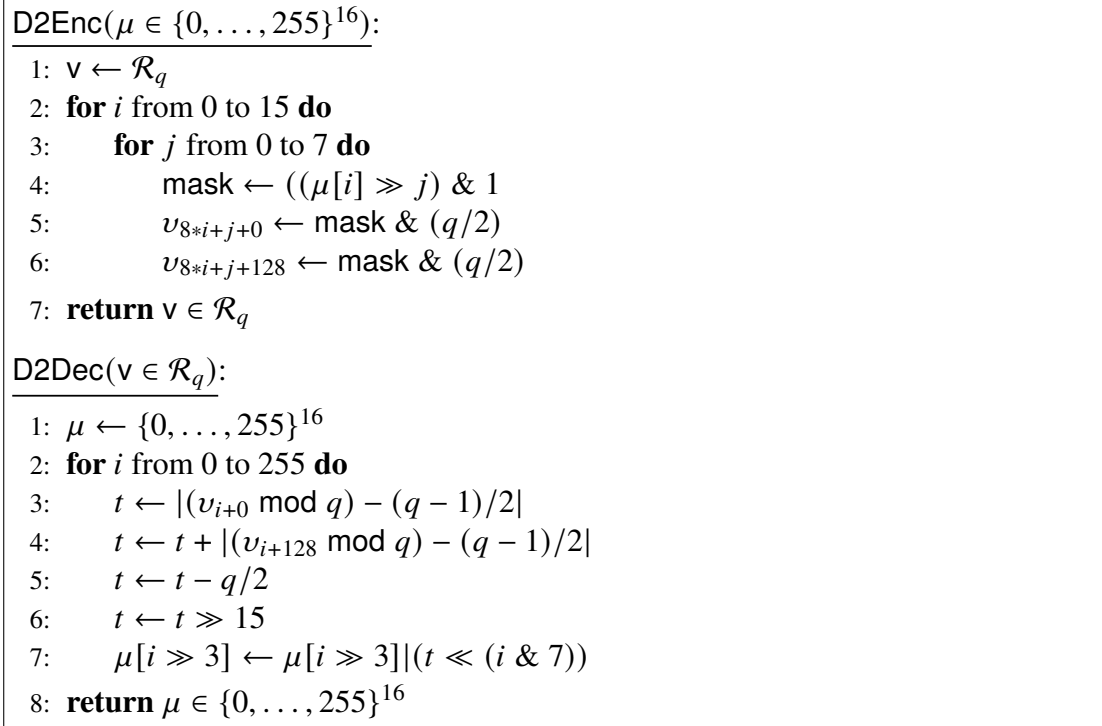 D2Enc(μ ∈ {0, . . . , 255}¹⁶):
1: v ← ℛ_q
2: for i from 0 to 15 do
3: for j from 0 to 7 do
4: mask ← ((μ[i] ≫ j) & 1
5: υ_{8∗i+j+0} ← mask & (q/2)
6: υ_{8∗i+j+128} ← mask & (q/2)
7: return v ∈ ℛ_q
D2Dec(v ∈ ℛ_q):
1: μ ← {0, . . . , 255}¹⁶
2: for i from 0 to 255 do
3: t ← |(υ_{i+0} mod q) − (q − 1)/2|
4: t ← t + |(υ_{i+128} mod q) − (q − 1)/2|
5: t ← t − q/2
6: t ← t ≫ 15
7: μ[i ≫ 3] ← μ[i ≫ 3]|(t ≪ (i & 7))
8: return μ ∈ {0, . . . , 255}¹⁶